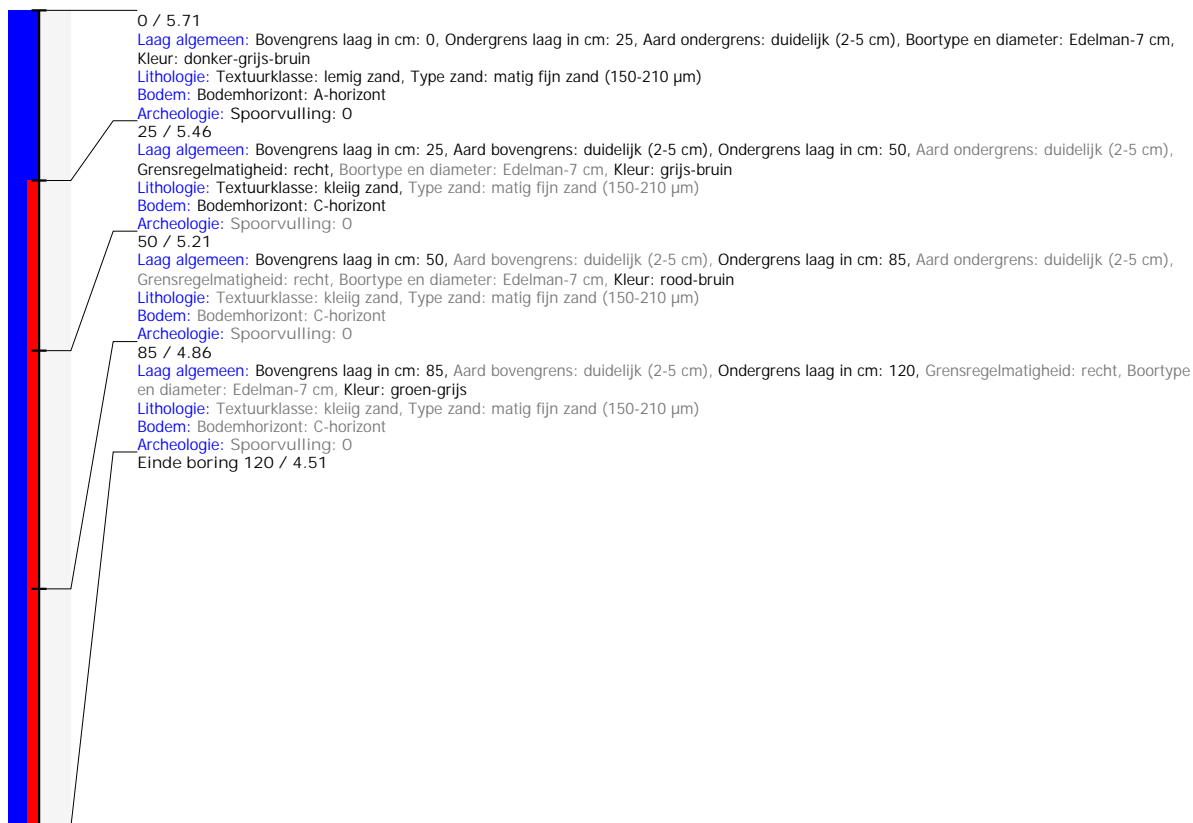 0 / 5.71
Laag algemeen: Bovengrens laag in cm: 0, Ondergrens laag in cm: 25, Aard ondergrens: duidelijk (2-5 cm), Boortype en diameter: Edelman-7 cm,
Kleur: donker-grijs-bruin
Lithologie: Textuurklasse: lemig zand, Type zand: matig fijn zand (150-210 µm)
Bodem: Bodemhorizont: A-horizont
Archeologie: Spoorvulling: 0
25 / 5.46
Laag algemeen: Bovengrens laag in cm: 25, Aard bovengrens: duidelijk (2-5 cm), Ondergrens laag in cm: 50, Aard ondergrens: duidelijk (2-5 cm),
Grensregelmatigheid: recht, Boortype en diameter: Edelman-7 cm, Kleur: grijs-bruin
Lithologie: Textuurklasse: kleiig zand, Type zand: matig fijn zand (150-210 µm)
Bodem: Bodemhorizont: C-horizont
Archeologie: Spoorvulling: 0
50 / 5.21
Laag algemeen: Bovengrens laag in cm: 50, Aard bovengrens: duidelijk (2-5 cm), Ondergrens laag in cm: 85, Aard ondergrens: duidelijk (2-5 cm),
Grensregelmatigheid: recht, Boortype en diameter: Edelman-7 cm, Kleur: rood-bruin
Lithologie: Textuurklasse: kleiig zand, Type zand: matig fijn zand (150-210 µm)
Bodem: Bodemhorizont: C-horizont
Archeologie: Spoorvulling: 0
85 / 4.86
Laag algemeen: Bovengrens laag in cm: 85, Aard bovengrens: duidelijk (2-5 cm), Ondergrens laag in cm: 120, Grensregelmatigheid: recht, Boortype
en diameter: Edelman-7 cm, Kleur: groen-grijs
Lithologie: Textuurklasse: kleiig zand, Type zand: matig fijn zand (150-210 µm)
Bodem: Bodemhorizont: C-horizont
Archeologie: Spoorvulling: 0
Einde boring 120 / 4.51